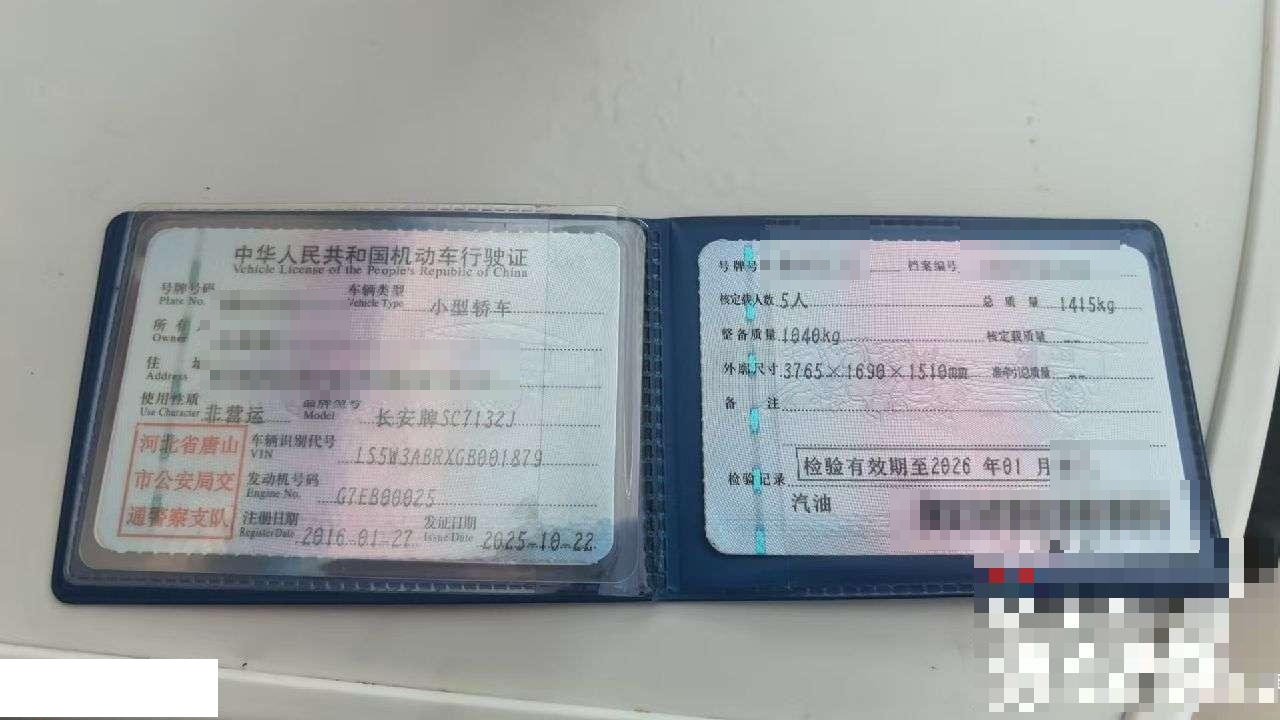 中华人民共和国机动车行驶证
Vehicle License of the People's Republic of China
号牌号码 Plate No.
车辆类型 Vehicle Type 小型轿车
所有人 Owner
住 址 Address
使用性质 Use Character 非营运
品牌型号 Model 长安牌SC7132J
车辆识别代号 VIN LS5W3ABRXGB001879
发动机号码 Engine No. G7EB00025
注册日期 Register Date 2016-01-27
发证日期 Issue Date 2025-10-22
河北省唐山
市公安局交
通警察支队
号牌号
档案编号
核定载人数 5人
总质量 1415kg
整备质量 1040kg
核定载质量 --
外廓尺寸 3765×1690×1510mm
准牵引总质量 --
备 注
检验有效期至2026 年01 月
检验记录
汽油